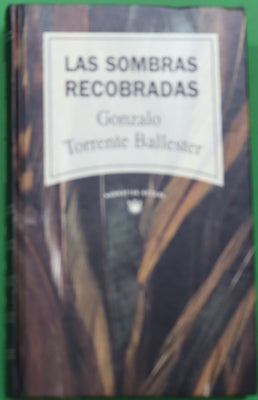 LAS SOMBRAS
RECOBRADAS
Gonzalo
Torrente Ballester